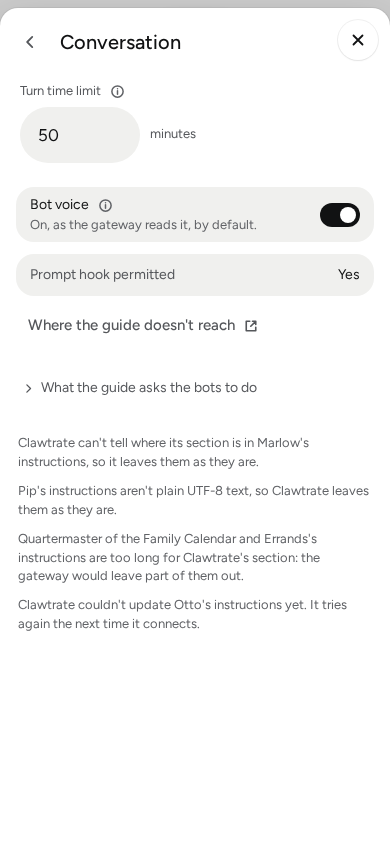 Conversation
Turn time limit
50 minutes
Bot voice
On, as the gateway reads it, by default.
Prompt hook permitted Yes
Where the guide doesn't reach
What the guide asks the bots to do
Clawtrate can't tell where its section is in Marlow's
instructions, so it leaves them as they are.
Pip's instructions aren't plain UTF-8 text, so Clawtrate leaves
them as they are.
Quartermaster of the Family Calendar and Errands's
instructions are too long for Clawtrate's section: the
gateway would leave part of them out.
Clawtrate couldn't update Otto's instructions yet. It tries
again the next time it connects.